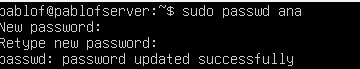 pablof@pablofserver:~$ sudo passwd ana
New password:
Retype new password:
passwd: password updated successfully